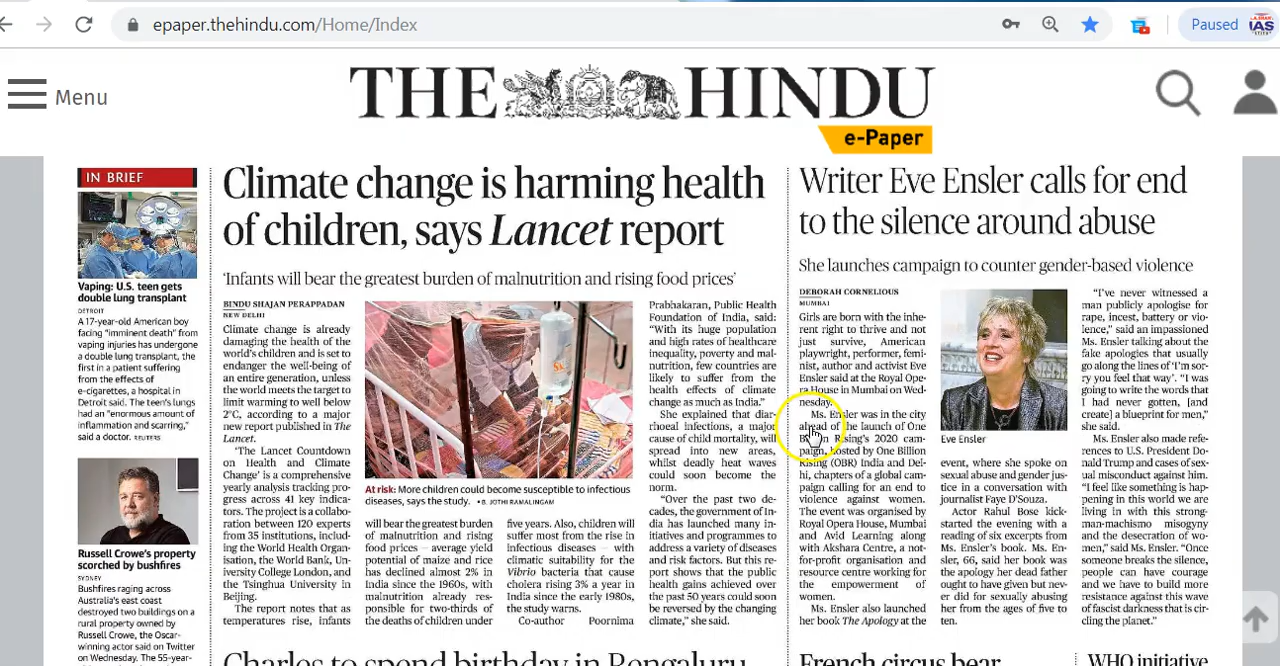 epaper.thehindu.com/Home/Index
Paused
IAS
Menu
THE HINDU
e-Paper
IN BRIEF
Vaping: U.S. teen gets
double lung transplant
DETROIT
A 17-year-old American boy
facing "imminent death" from
vaping injuries has undergone
a double lung transplant, the
first in a patient suffering
from the effects of
e-cigarettes, a hospital in
Detroit said. The teen's lungs
had an "enormous amount of
inflammation and scarring,"
said a doctor. REUTERS
Russell Crowe's property
scorched by bushfires
SYDNEY
Bushfires raging across
Australia's east coast
destroyed two buildings on a
rural property owned by
Russell Crowe, the Oscar-
winning actor said on Twitter
on Wednesday. The 55-year-
Climate change is harming health
of children, says Lancet report
'Infants will bear the greatest burden of malnutrition and rising food prices'
BINDU SHAJAN PERAPPADAN
NEW DELHI
Climate change is already
damaging the health of the
world's children and is set to
endanger the well-being of
an entire generation, unless
the world meets the target to
limit warming to well below
2°C, according to a major
new report published in The
Lancet.
'The Lancet Countdown
on Health and Climate
Change' is a comprehensive
yearly analysis tracking pro-
gress across 41 key indica-
tors. The project is a collabo-
ration between 120 experts
from 35 institutions, includ-
ing the World Health Organ-
isation, the World Bank, Un-
iversity College London, and
the Tsinghua University in
Beijing.
The report notes that as
temperatures rise, infants
At risk: More children could become susceptible to infectious
diseases, says the study. • B. JOTHI RAMALINGAM
will bear the greatest burden
of malnutrition and rising
food prices — average yield
potential of maize and rice
has declined almost 2% in
India since the 1960s, with
malnutrition already res-
ponsible for two-thirds of
the deaths of children under
five years. Also, children will
suffer most from the rise in
infectious diseases — with
climatic suitability for the
Vibrio bacteria that cause
cholera rising 3% a year in
India since the early 1980s,
the study warns.
Co-author Poornima
Prabhakaran, Public Health
Foundation of India, said:
"With its huge population
and high rates of healthcare
inequality, poverty and mal-
nutrition, few countries are
likely to suffer from the
health effects of climate
change as much as India."
She explained that diar-
rhoeal infections, a major
cause of child mortality, will
spread into new areas,
whilst deadly heat waves
could soon become the
norm.
"Over the past two de-
cades, the government of In-
dia has launched many in-
itiatives and programmes to
address a variety of diseases
and risk factors. But this re-
port shows that the public
health gains achieved over
the past 50 years could soon
be reversed by the changing
climate," she said.
Writer Eve Ensler calls for end
to the silence around abuse
She launches campaign to counter gender-based violence
DEBORAH CORNELIOUS
MUMBAI
Girls are born with the inhe-
rent right to thrive and not
just survive, American
playwright, performer, femi-
nist, author and activist Eve
Ensler said at the Royal Ope-
ra House in Mumbai on Wed-
nesday.
Ms. Ensler was in the city
ahead of the launch of One
Billion Rising's 2020 cam-
paign, hosted by One Billion
Rising (OBR) India and Del-
hi, chapters of a global cam-
paign calling for an end to
violence against women.
The event was organised by
Royal Opera House, Mumbai
and Avid Learning along
with Akshara Centre, a not-
for-profit organisation and
resource centre working for
the empowerment of
women.
Ms. Ensler also launched
her book The Apology at the
Eve Ensler
event, where she spoke on
sexual abuse and gender jus-
tice in a conversation with
journalist Faye D'Souza.
Actor Rahul Bose kick-
started the evening with a
reading of six excerpts from
Ms. Ensler's book. Ms. En-
sler, 66, said her book was
the apology her dead father
ought to have given but nev-
er did for sexually abusing
her from the ages of five to
ten.
"I've never witnessed a
man publicly apologise for
rape, incest, battery or vio-
lence," said an impassioned
Ms. Ensler talking about the
fake apologies that usually
go along the lines of 'I'm sor-
ry you feel that way'. "I was
going to write the words that
I had never gotten, [and
create] a blueprint for men,"
she said.
Ms. Ensler also made refe-
rences to U.S. President Do-
nald Trump and cases of sex-
ual misconduct against him.
"I feel like something is hap-
pening in this world we are
living in with this strong-
man-machismo misogyny
and the desecration of wo-
men," said Ms. Ensler. "Once
someone breaks the silence,
people can have courage
and we have to build more
resistance against this wave
of fascist darkness that is cir-
cling the planet."
Charles to spend birthday in Bengaluru
French circus bear
WHO initiative